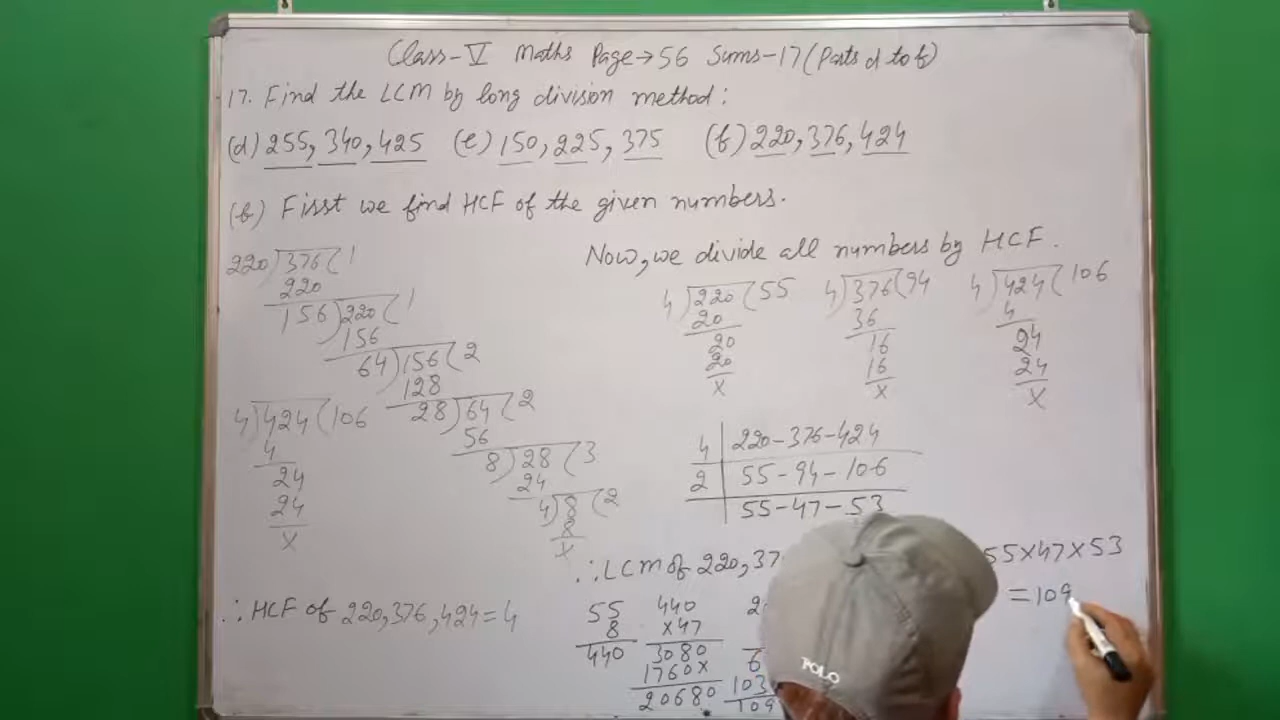 Class-V Maths Page→56 Sums-17(Parts d to f)
17. Find the LCM by long division method:
(d) 255, 340, 425 (e) 150, 225, 375 (f) 220, 376, 424
(f) First we find HCF of the given numbers.
220)376(1
220
156)220(1
156
64)156(2
128
28)64(2
56
8)28(3
24
4)8(2
8
x
4)424(106
4
24
24
x
∴ HCF of 220, 376, 424 = 4
Now, we divide all numbers by HCF.
4)220(55
20
20
20
x
4)376(94
36
16
16
x
4)424(106
4
24
24
x
4 | 220-376-424
2 | 55-94-106
55-47-53
∴ LCM of 220, 37 55×47×53
=109
55
8
440
440
×47
3080
1760x
20680
2
6
103
109
POLO